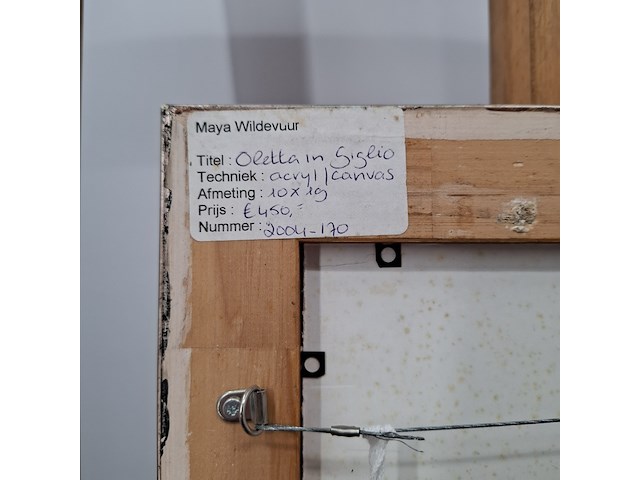 Maya Wildevuur
Titel : Oletta in Giglio
Techniek : acryl/canvas
Afmeting : 10 x 19
Prijs : € 450,-
Nummer : 2004-170